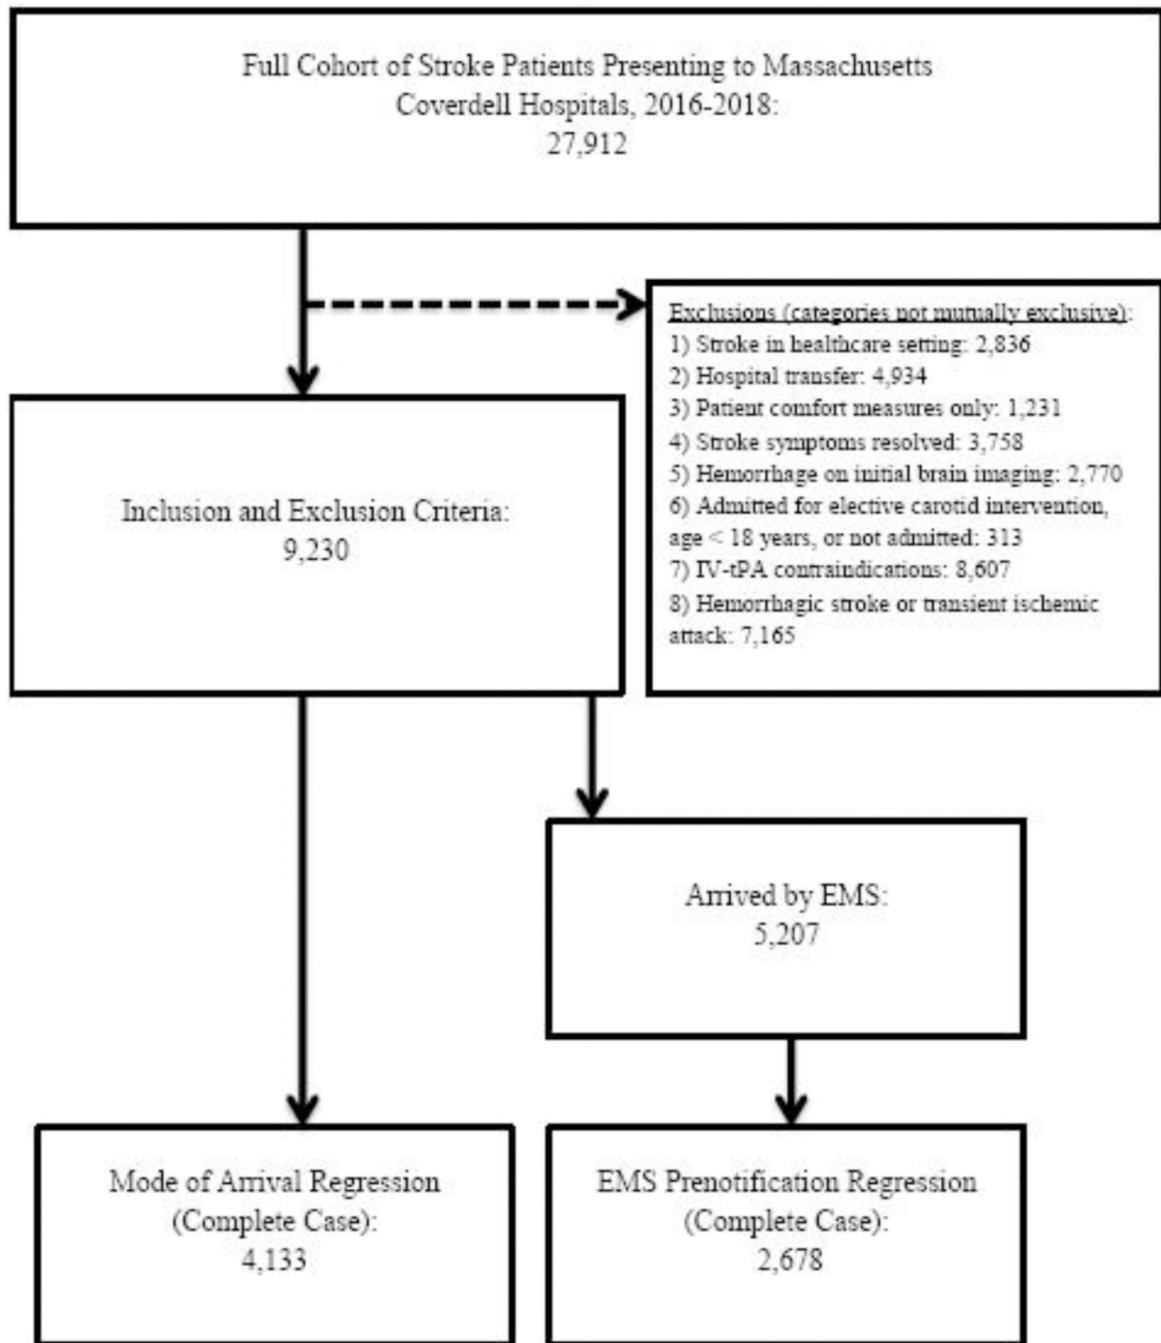 Full Cohort of Stroke Patients Presenting to Massachusetts
Coverdell Hospitals, 2016-2018:
27,912
Exclusions (categories not mutually exclusive):
1) Stroke in healthcare setting: 2,836
2) Hospital transfer: 4,934
3) Patient comfort measures only: 1,231
4) Stroke symptoms resolved: 3,758
5) Hemorrhage on initial brain imaging: 2,770
6) Admitted for elective carotid intervention,
age < 18 years, or not admitted: 313
7) IV-tPA contraindications: 8,607
8) Hemorrhagic stroke or transient ischemic
attack: 7,165
Inclusion and Exclusion Criteria:
9,230
Arrived by EMS:
5,207
Mode of Arrival Regression
(Complete Case):
4,133
EMS Prenotification Regression
(Complete Case):
2,678